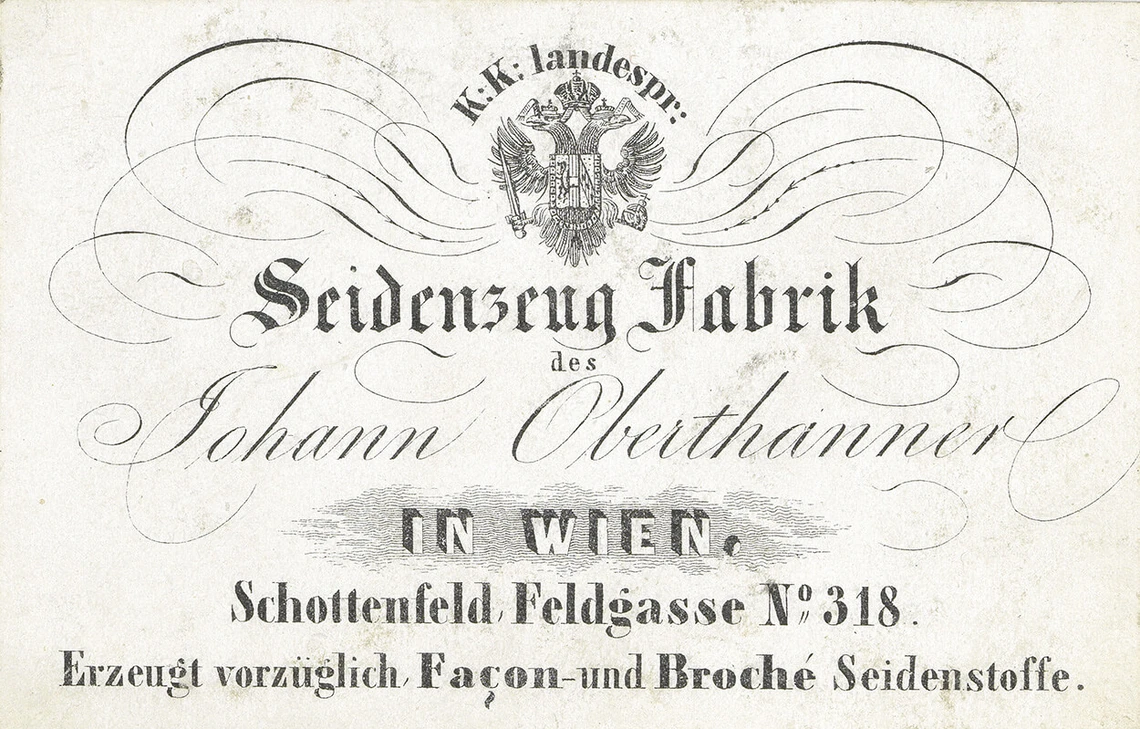 K: K: landespr:
Seidenzeug Fabrik
des
Johann Oberthanner
IN WIEN.
Schottenfeld, Feldgasse Nº 318.
Erzeugt vorzüglich, Façon-und Broché Seidenstoffe.